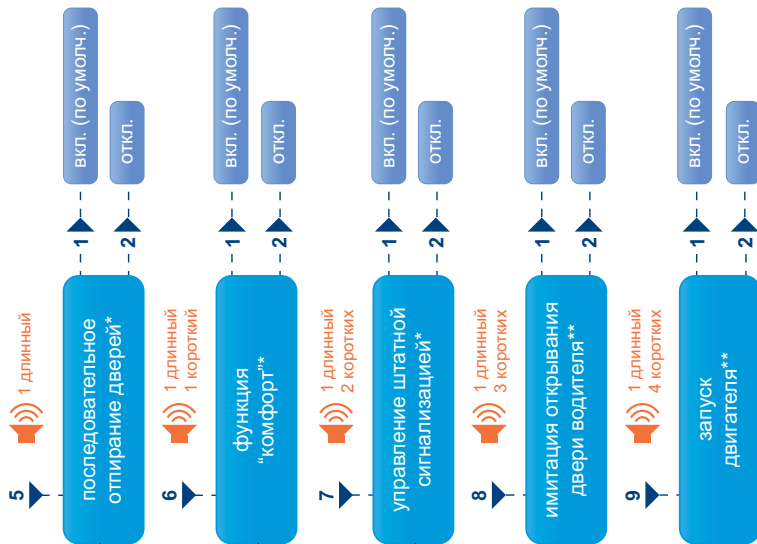 5
1 длинный
последовательное
отпирание дверей*
1
вкл. (по умолч.)
2
откл.
6
1 длинный
1 короткий
функция
“комфорт”*
1
вкл. (по умолч.)
2
откл.
7
1 длинный
2 коротких
управление штатной
сигнализацией*
1
вкл. (по умолч.)
2
откл.
8
1 длинный
3 коротких
имитация открывания
двери водителя**
1
вкл. (по умолч.)
2
откл.
9
1 длинный
4 коротких
запуск
двигателя**
1
вкл. (по умолч.)
2
откл.